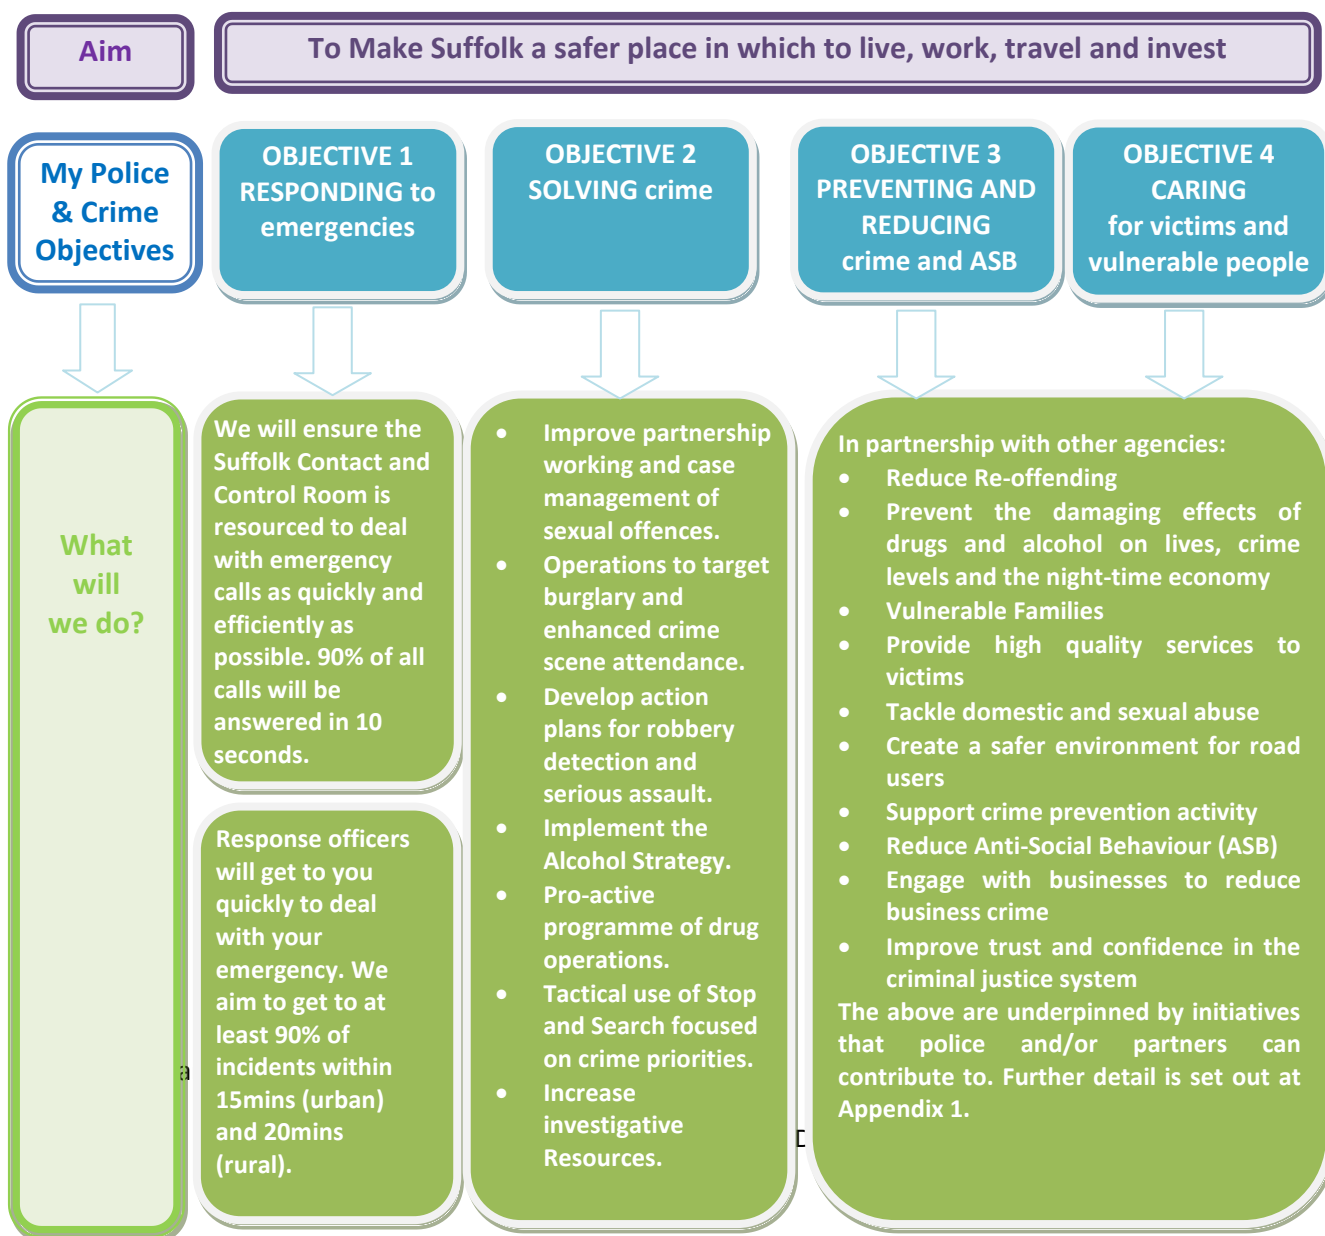 Aim
To Make Suffolk a safer place in which to live, work, travel and invest
My Police
& Crime
Objectives
OBJECTIVE 1
RESPONDING to
emergencies
OBJECTIVE 2
SOLVING crime
OBJECTIVE 3
PREVENTING AND
REDUCING
crime and ASB
OBJECTIVE 4
CARING
for victims and
vulnerable people
What
will
we do?
We will ensure the
Suffolk Contact and
Control Room is
resourced to deal
with emergency
calls as quickly and
efficiently as
possible. 90% of all
calls will be
answered in 10
seconds.
Response officers
will get to you
quickly to deal
with your
emergency. We
aim to get to at
least 90% of
incidents within
15mins (urban)
and 20mins
(rural).
• Improve partnership
working and case
management of
sexual offences.
• Operations to target
burglary and
enhanced crime
scene attendance.
• Develop action
plans for robbery
detection and
serious assault.
• Implement the
Alcohol Strategy.
• Pro-active
programme of drug
operations.
• Tactical use of Stop
and Search focused
on crime priorities.
• Increase
investigative
Resources.
In partnership with other agencies:
• Reduce Re-offending
• Prevent the damaging effects of
drugs and alcohol on lives, crime
levels and the night-time economy
• Vulnerable Families
• Provide high quality services to
victims
• Tackle domestic and sexual abuse
• Create a safer environment for road
users
• Support crime prevention activity
• Reduce Anti-Social Behaviour (ASB)
• Engage with businesses to reduce
business crime
• Improve trust and confidence in the
criminal justice system
The above are underpinned by initiatives
that police and/or partners can
contribute to. Further detail is set out at
Appendix 1.